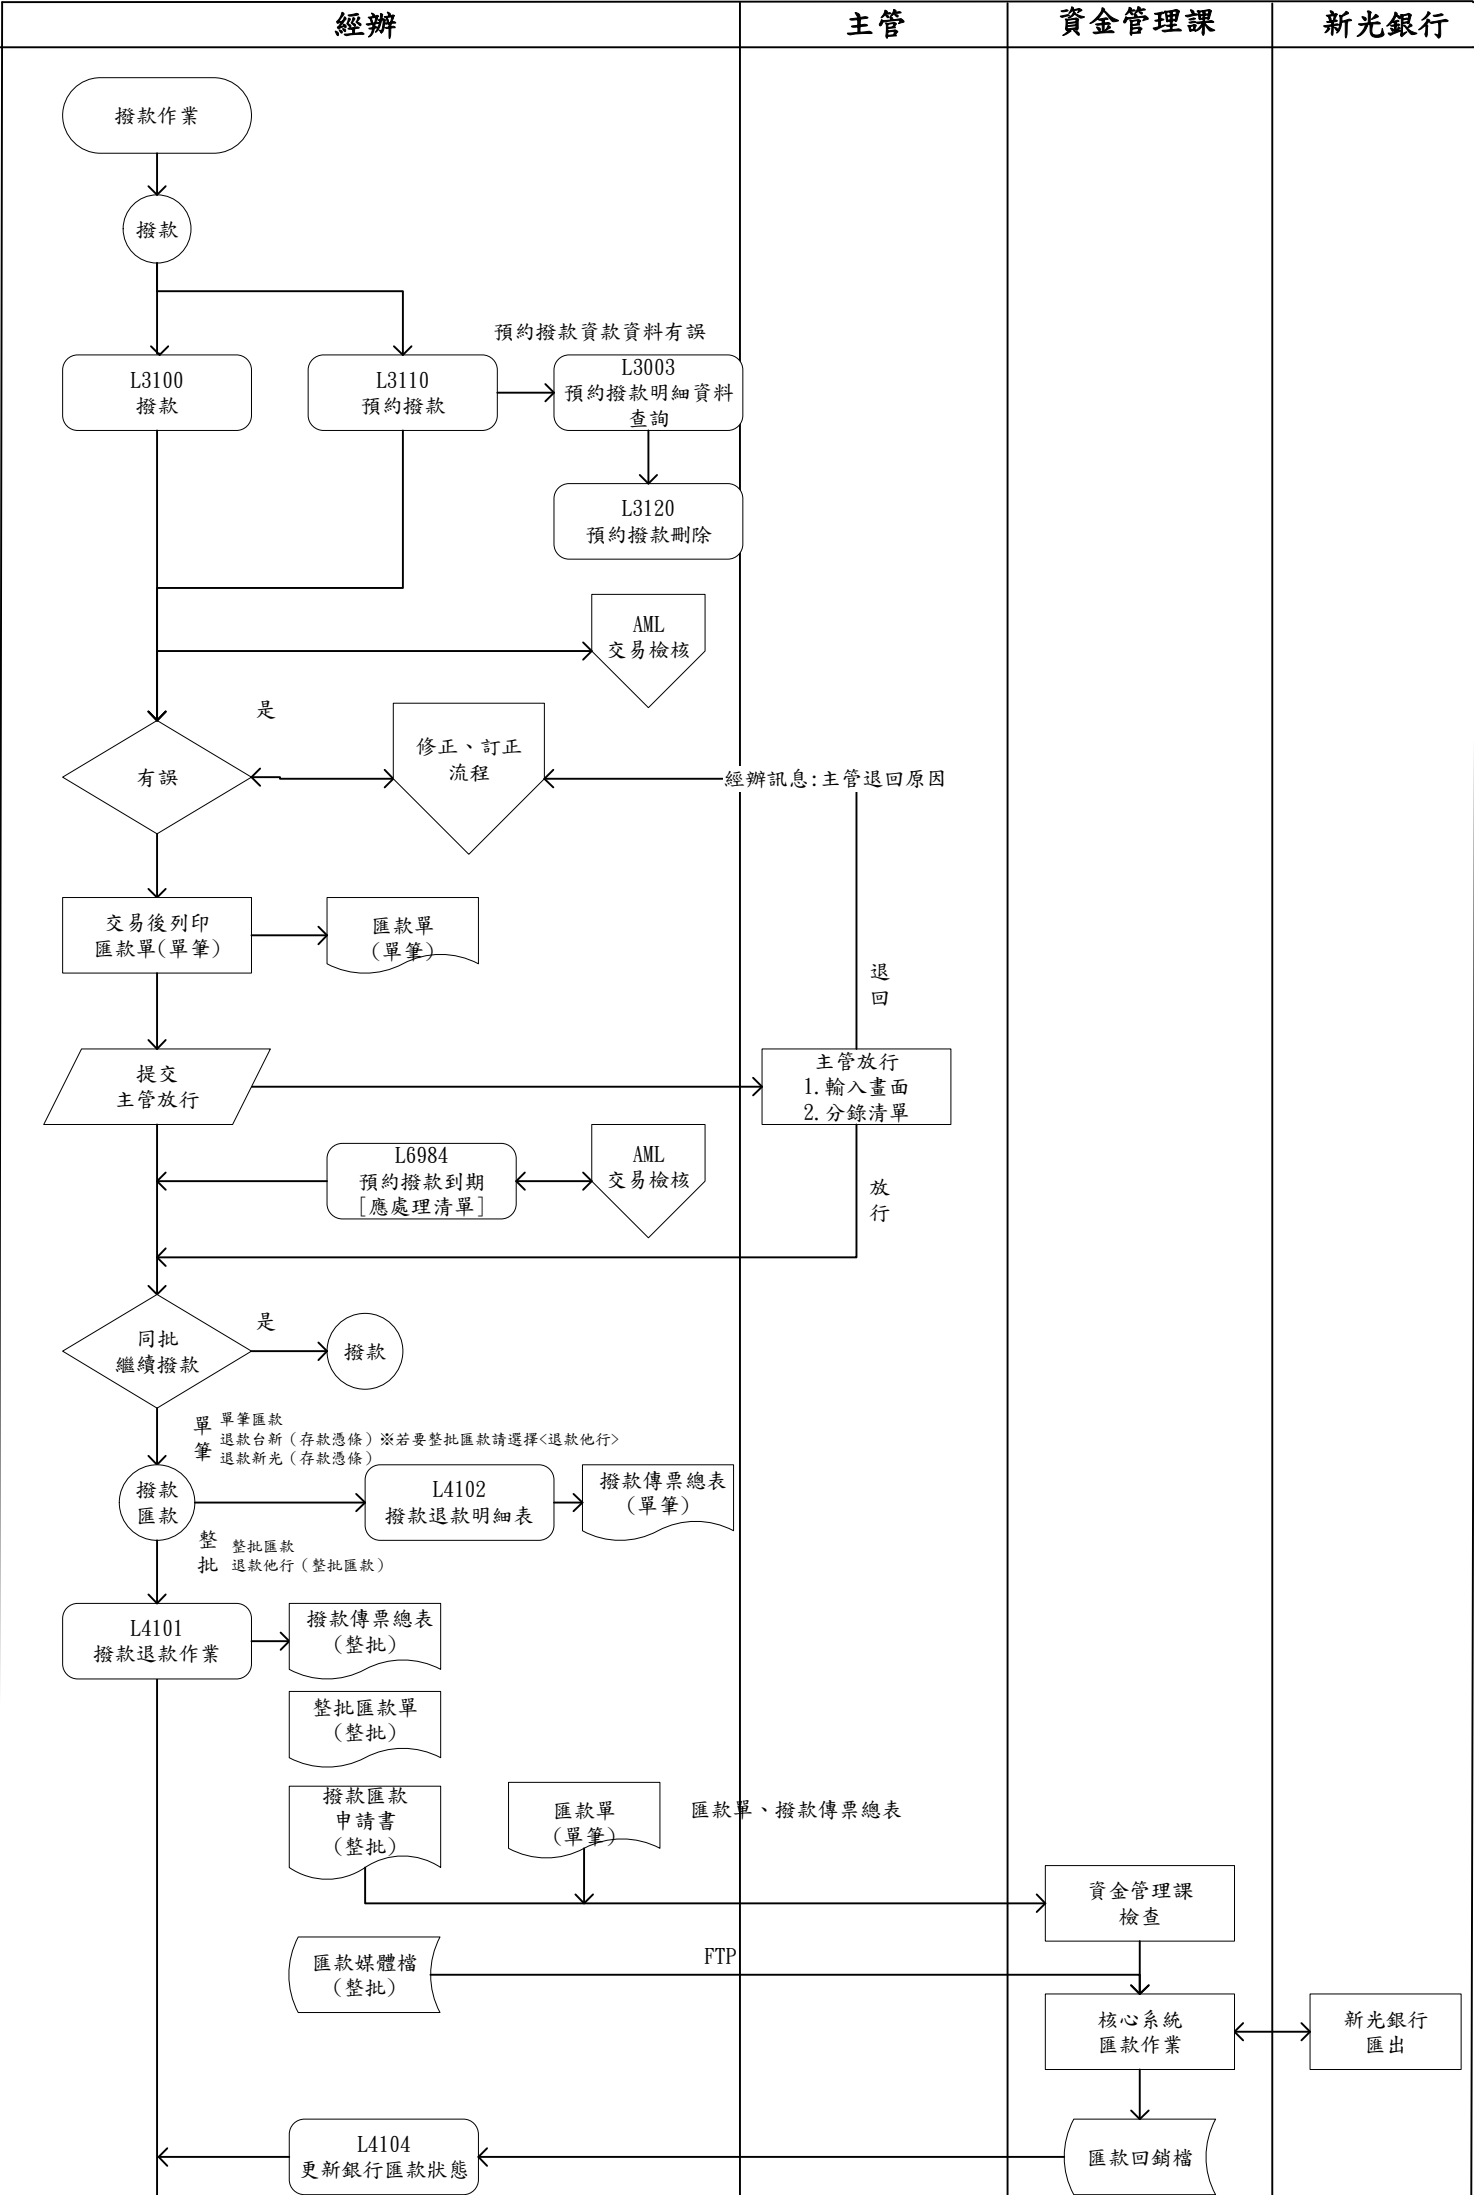 經辦
主管
資金管理課
新光銀行
撥款作業
撥款
預約撥款資款資料有誤
L3100
撥款
L3110
預約撥款
L3003
預約撥款明細資料
查詢
L3120
預約撥款刪除
AML
交易檢核
是
有誤
修正、訂正
流程
經辦訊息:主管退回原因
交易後列印
匯款單(單筆)
匯款單
(單筆)
退
回
提交
主管放行
主管放行
1.輸入畫面
2.分錄清單
L6984
預約撥款到期
[應處理清單]
AML
交易檢核
放
行
同批
繼續撥款
是
撥款
單
筆
單筆匯款
退款台新（存款憑條）※若要整批匯款請選擇<退款他行>
退款新光（存款憑條）
撥款
匯款
L4102
撥款退款明細表
撥款傳票總表
(單筆)
整
批
整批匯款
退款他行（整批匯款）
L4101
撥款退款作業
撥款傳票總表
(整批)
整批匯款單
(整批)
撥款匯款
申請書
(整批)
匯款單
(單筆)
匯款單、撥款傳票總表
資金管理課
檢查
匯款媒體檔
(整批)
FTP
核心系統
匯款作業
新光銀行
匯出
L4104
更新銀行匯款狀態
匯款回銷檔